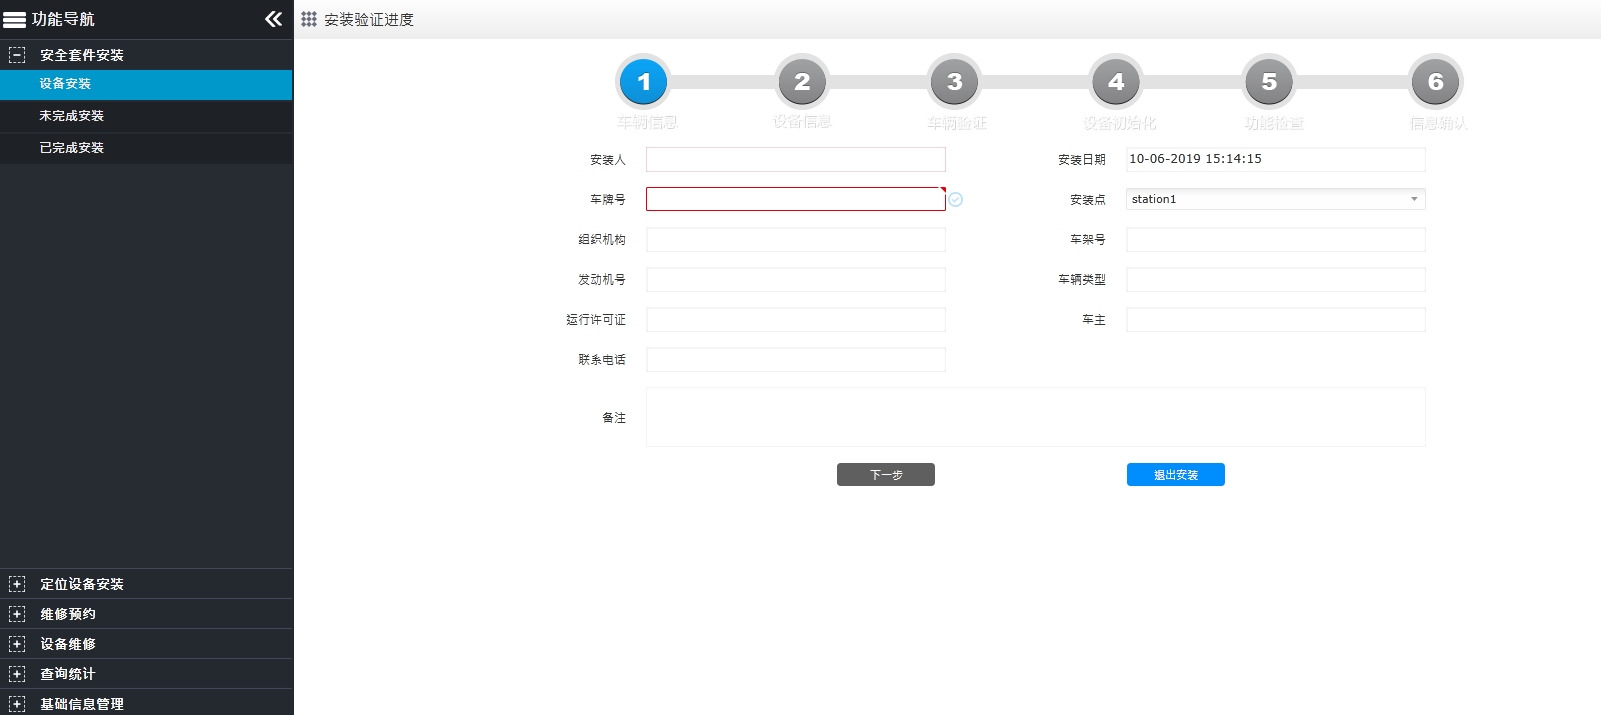 功能导航
安全套件安装
设备安装
未完成安装
已完成安装
定位设备安装
维修预约
设备维修
查询统计
基础信息管理
安装验证进度
1 2 3 4 5 6
车辆信息 设备信息 车辆验证 设备初始化 功能检查 信息确认
安装人 安装日期 10-06-2019 15:14:15
车牌号 安装点 station1
组织机构 车架号
发动机号 车辆类型
运行许可证 车主
联系电话
备注
下一步 退出安装